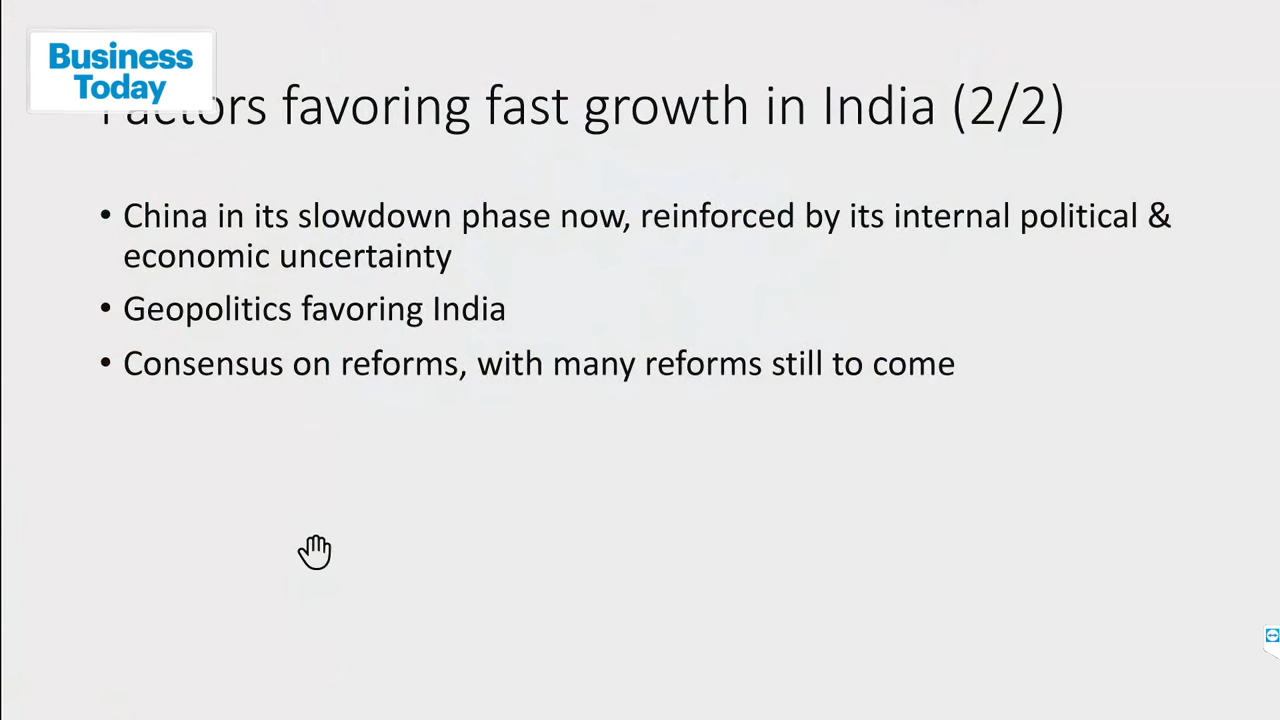 Business
Today
Factors favoring fast growth in India (2/2)
• China in its slowdown phase now, reinforced by its internal political &
economic uncertainty
• Geopolitics favoring India
• Consensus on reforms, with many reforms still to come